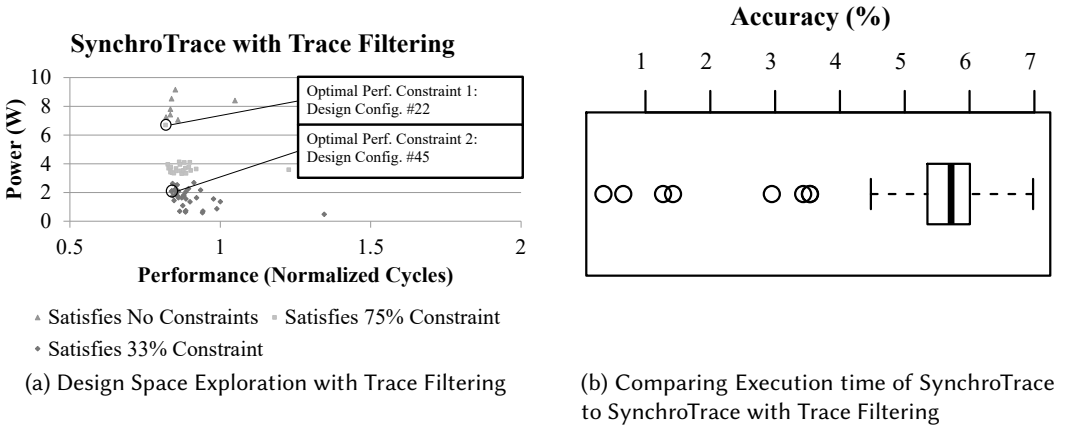 SynchroTrace with Trace Filtering
Power (W)
10
8
6
4
2
0
0.5
1
1.5
2
Optimal Perf. Constraint 1:
Design Config. #22
Optimal Perf. Constraint 2:
Design Config. #45
Performance (Normalized Cycles)
Satisfies No Constraints
Satisfies 75% Constraint
Satisfies 33% Constraint
(a) Design Space Exploration with Trace Filtering
Accuracy (%)
1
2
3
4
5
6
7
(b) Comparing Execution time of SynchroTrace
to SynchroTrace with Trace Filtering